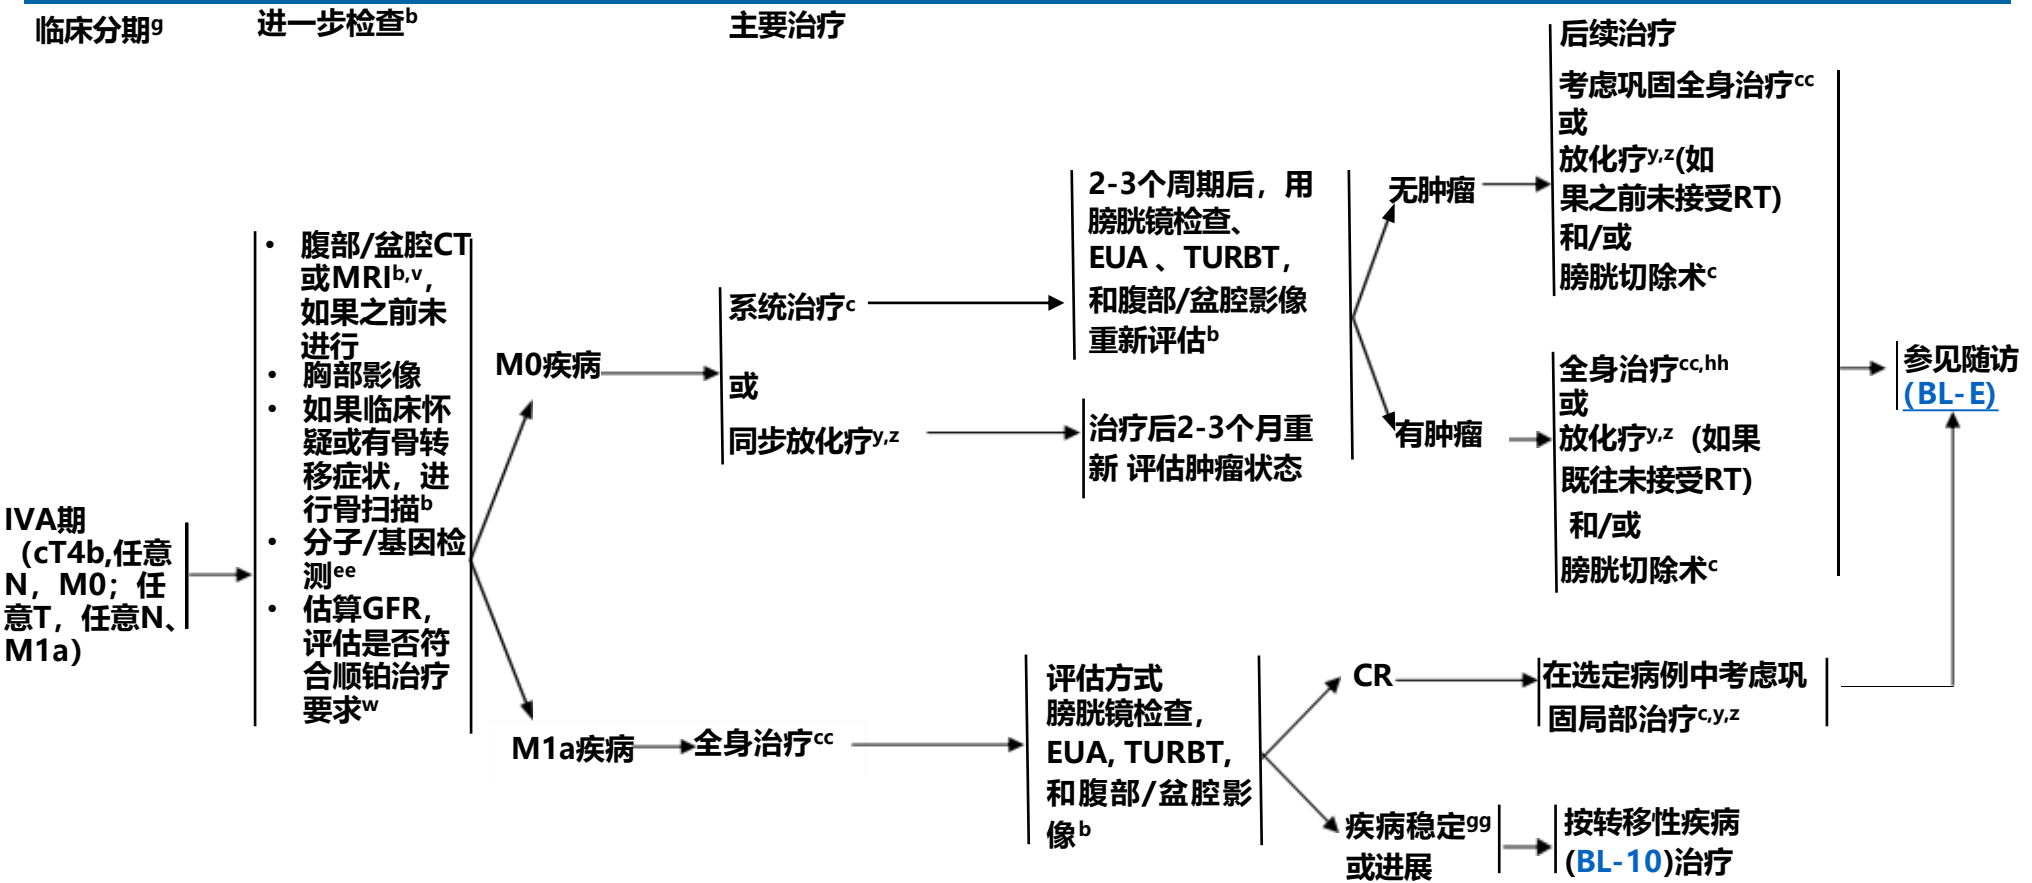 临床分期g
进一步检查b
主要治疗
后续治疗
IVA期
（cT4b,任意
N，M0；任
意T，任意N、
M1a）
• 腹部/盆腔CT
或MRIb,v，
如果之前未
进行
• 胸部影像
• 如果临床怀
疑或有骨转
移症状，进
行骨扫描b
• 分子/基因检
测ee
• 估算GFR，
评估是否符
合顺铂治疗
要求w
M0疾病
系统治疗c
或
同步放化疗y,z
2-3个周期后，用
膀胱镜检查、
EUA 、TURBT，
和腹部/盆腔影像
重新评估b
治疗后2-3个月重
新 评估肿瘤状态
无肿瘤
考虑巩固全身治疗cc
或
放化疗y,z(如
果之前未接受RT)
和/或
膀胱切除术c
有肿瘤
全身治疗cc,hh
或
放化疗y,z（如果
既往未接受RT)
和/或
膀胱切除术c
参见随访
(BL-E)
M1a疾病
全身治疗cc
评估方式
膀胱镜检查，
EUA, TURBT,
和腹部/盆腔影
像b
CR
在选定病例中考虑巩
固局部治疗c,y,z
疾病稳定gg
或进展
按转移性疾病
(BL-10)治疗